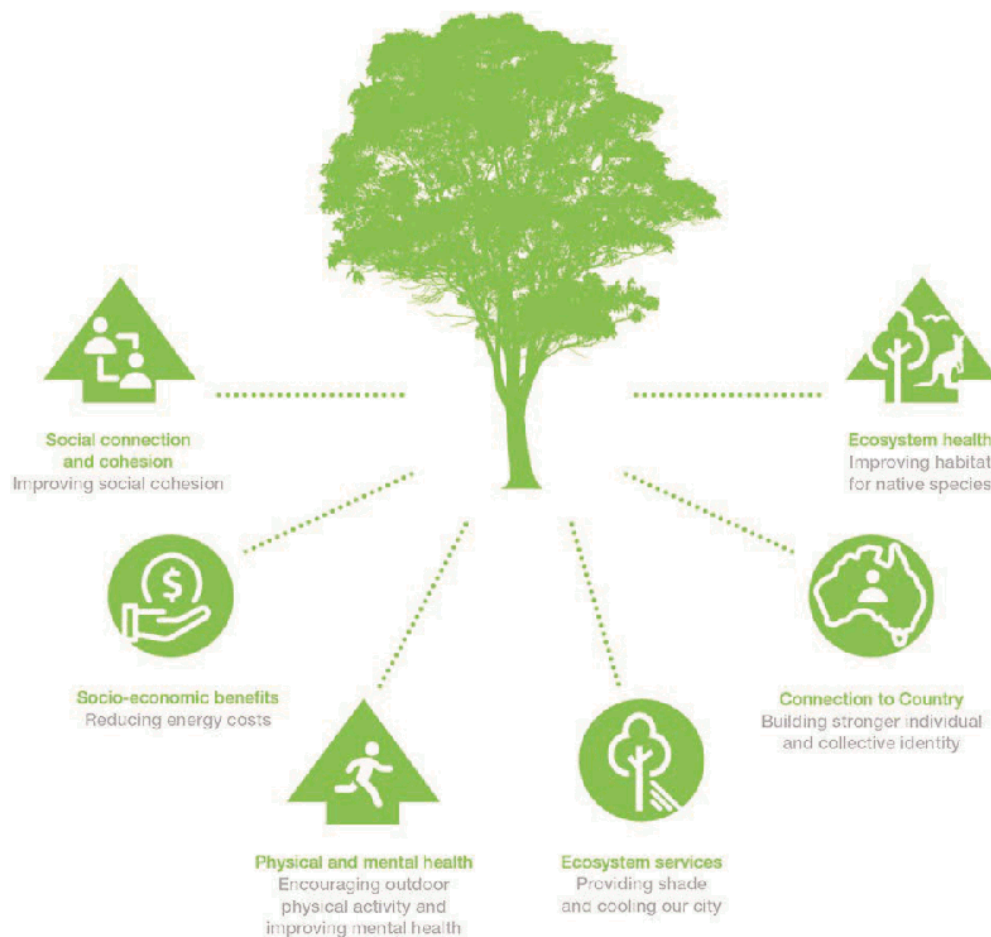 Social connection
and cohesion
Improving social cohesion
Ecosystem health
Improving habitat
for native species
$
Socio-economic benefits
Reducing energy costs
Connection to Country
Building stronger individual
and collective identity
Physical and mental health
Encouraging outdoor
physical activity and
improving mental health
Ecosystem services
Providing shade
and cooling our city